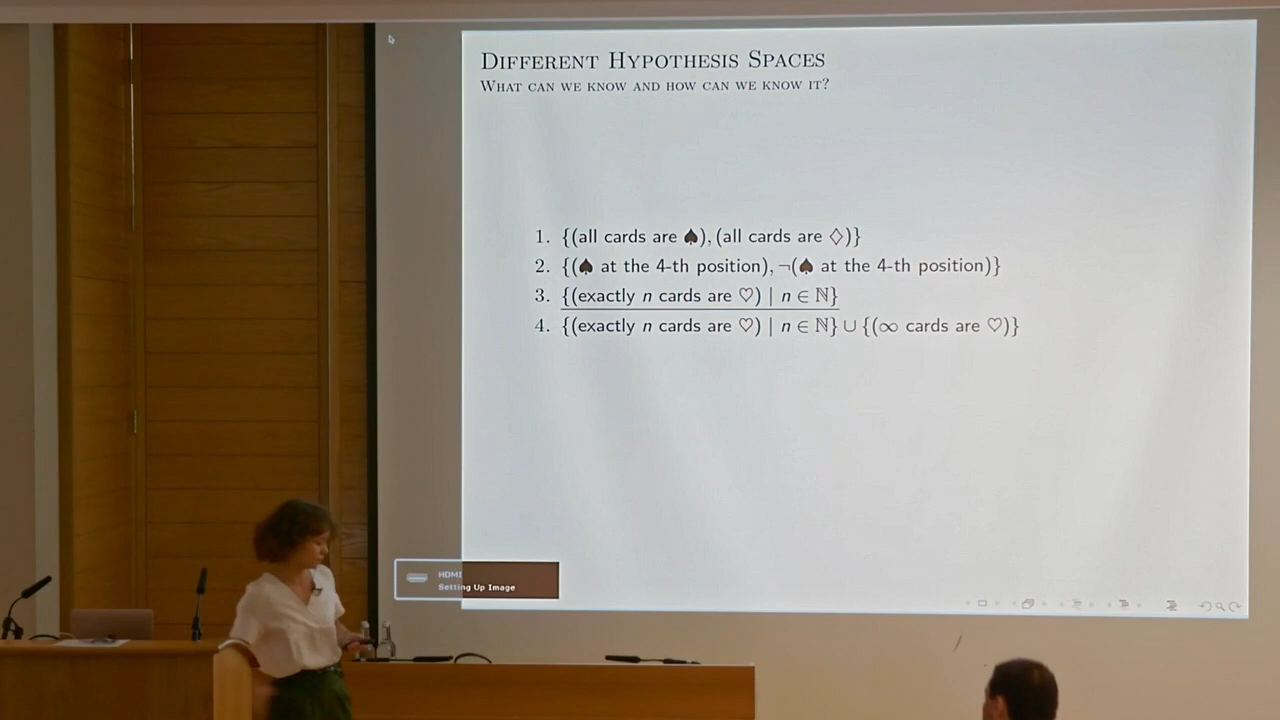 DIFFERENT HYPOTHESIS SPACES
WHAT CAN WE KNOW AND HOW CAN WE KNOW IT?
1. {(all cards are ♠), (all cards are ♢)}
2. {(♠ at the 4-th position), ¬(♠ at the 4-th position)}
3. {(exactly n cards are ♡) | n ∈ ℕ}
4. {(exactly n cards are ♡) | n ∈ ℕ} ∪ {(∞ cards are ♡)}
HDMI
Setting Up Image